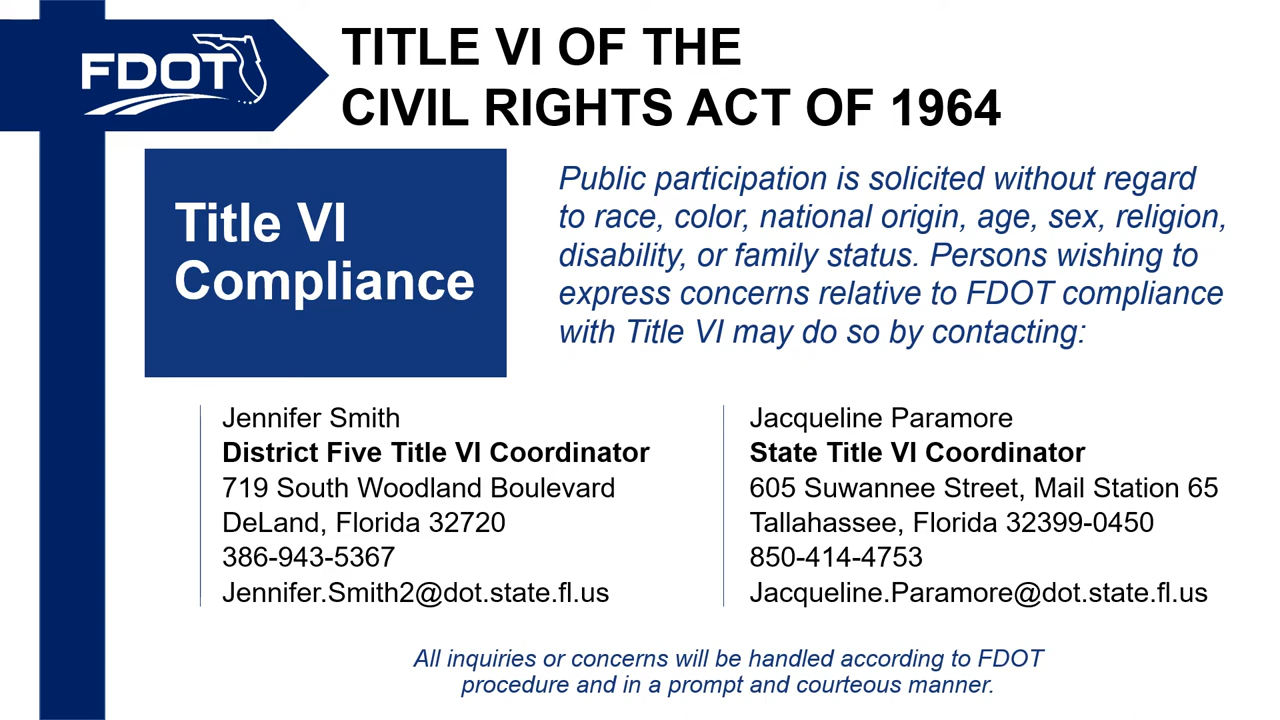 FDOT
TITLE VI OF THE
CIVIL RIGHTS ACT OF 1964
Title VI
Compliance
Public participation is solicited without regard
to race, color, national origin, age, sex, religion,
disability, or family status. Persons wishing to
express concerns relative to FDOT compliance
with Title VI may do so by contacting:
Jennifer Smith
District Five Title VI Coordinator
719 South Woodland Boulevard
DeLand, Florida 32720
386-943-5367
Jennifer.Smith2@dot.state.fl.us
Jacqueline Paramore
State Title VI Coordinator
605 Suwannee Street, Mail Station 65
Tallahassee, Florida 32399-0450
850-414-4753
Jacqueline.Paramore@dot.state.fl.us
All inquiries or concerns will be handled according to FDOT
procedure and in a prompt and courteous manner.